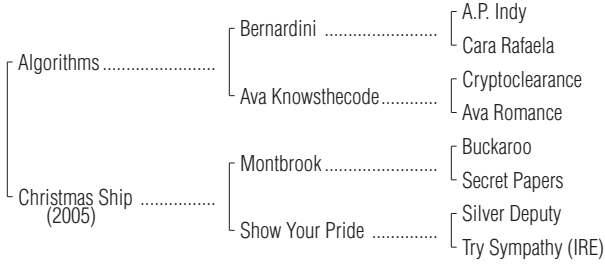 A.P. Indy
Bernardini
Cara Rafaela
Algorithms
Cryptoclearance
Ava Knowsthecode
Ava Romance
Buckaroo
Montbrook
Secret Papers
Christmas Ship
(2005)
Silver Deputy
Show Your Pride
Try Sympathy (IRE)